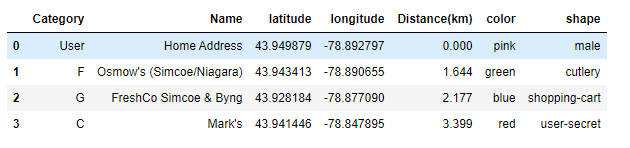 Category Name latitude longitude Distance(km) color shape
0 User Home Address 43.949879 -78.892797 0.000 pink male
1 F Osmow's (Simcoe/Niagara) 43.943413 -78.890655 1.644 green cutlery
2 G FreshCo Simcoe & Byng 43.928184 -78.877090 2.177 blue shopping-cart
3 C Mark's 43.941446 -78.847895 3.399 red user-secret